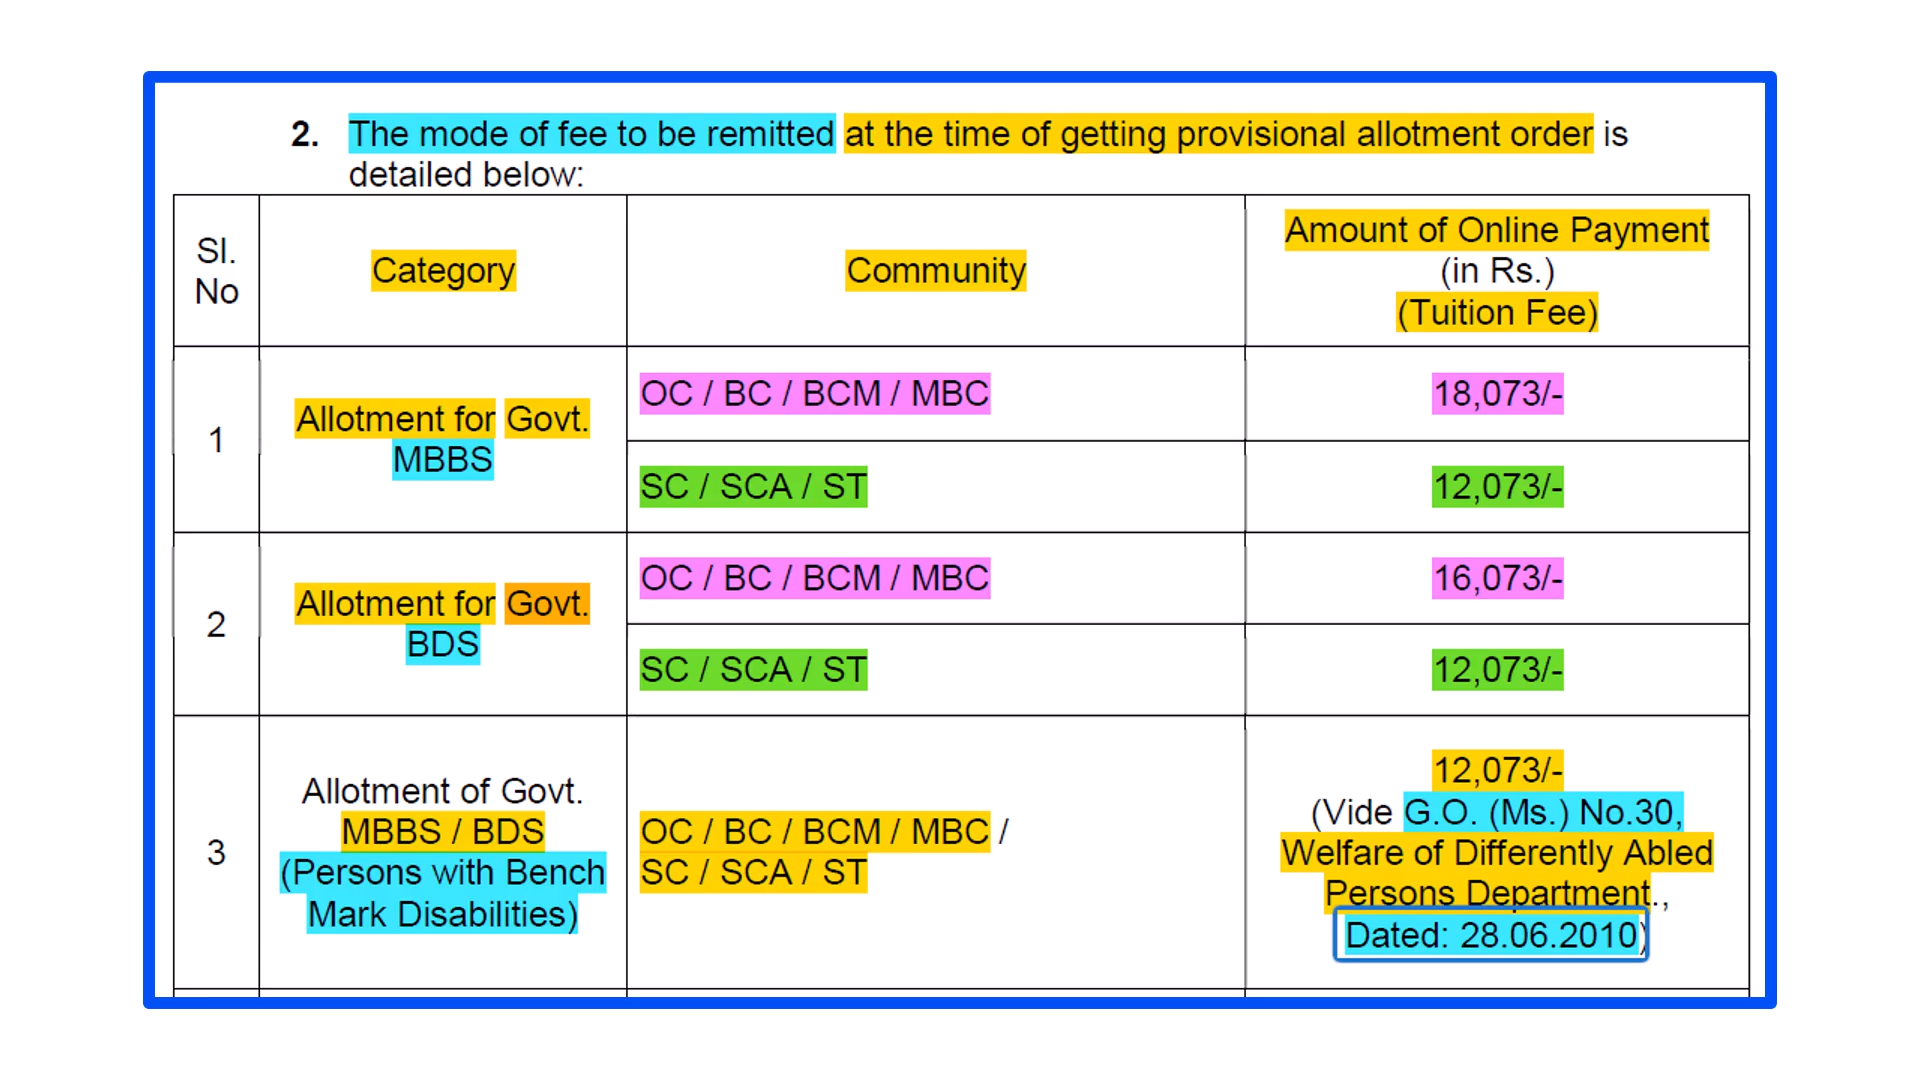 2. The mode of fee to be remitted at the time of getting provisional allotment order is
detailed below:
Sl.
No
Category
Community
Amount of Online Payment
(in Rs.)
(Tuition Fee)
1
Allotment for Govt.
MBBS
OC / BC / BCM / MBC
18,073/-
SC / SCA / ST
12,073/-
2
Allotment for Govt.
BDS
OC / BC / BCM / MBC
16,073/-
SC / SCA / ST
12,073/-
3
Allotment of Govt.
MBBS / BDS
(Persons with Bench
Mark Disabilities)
OC / BC / BCM / MBC /
SC / SCA / ST
12,073/-
(Vide G.O. (Ms.) No.30,
Welfare of Differently Abled
Persons Department.,
Dated: 28.06.2010)